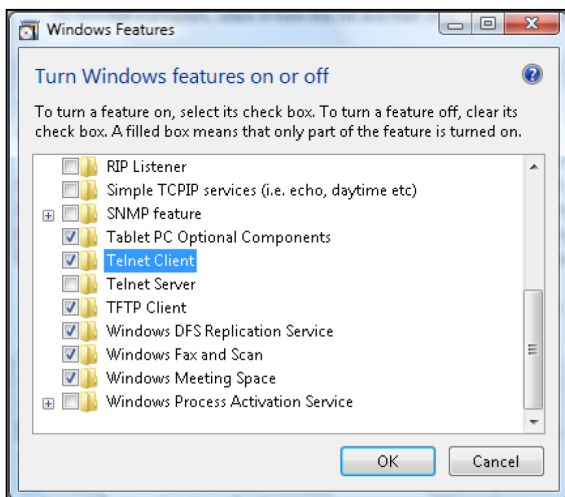 Windows Features
Turn Windows features on or off
To turn a feature on, select its check box. To turn a feature off, clear its
check box. A filled box means that only part of the feature is turned on.
RIP Listener
Simple TCPIP services (i.e. echo, daytime etc)
SNMP feature
Tablet PC Optional Components
Telnet Client
Telnet Server
TFTP Client
Windows DFS Replication Service
Windows Fax and Scan
Windows Meeting Space
Windows Process Activation Service
OK
Cancel